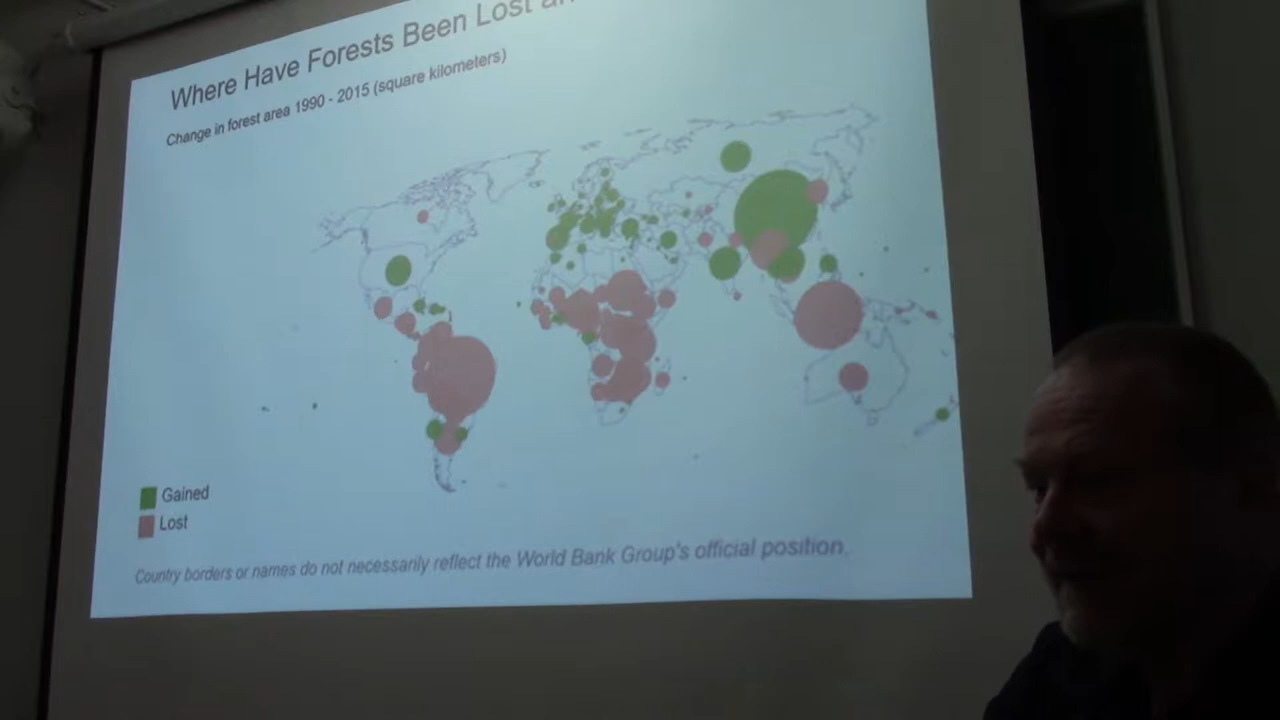 Where Have Forests Been Lost an
Change in forest area 1990 - 2015 (square kilometers)
Gained
Lost
Country borders or names do not necessarily reflect the World Bank Group's official position.